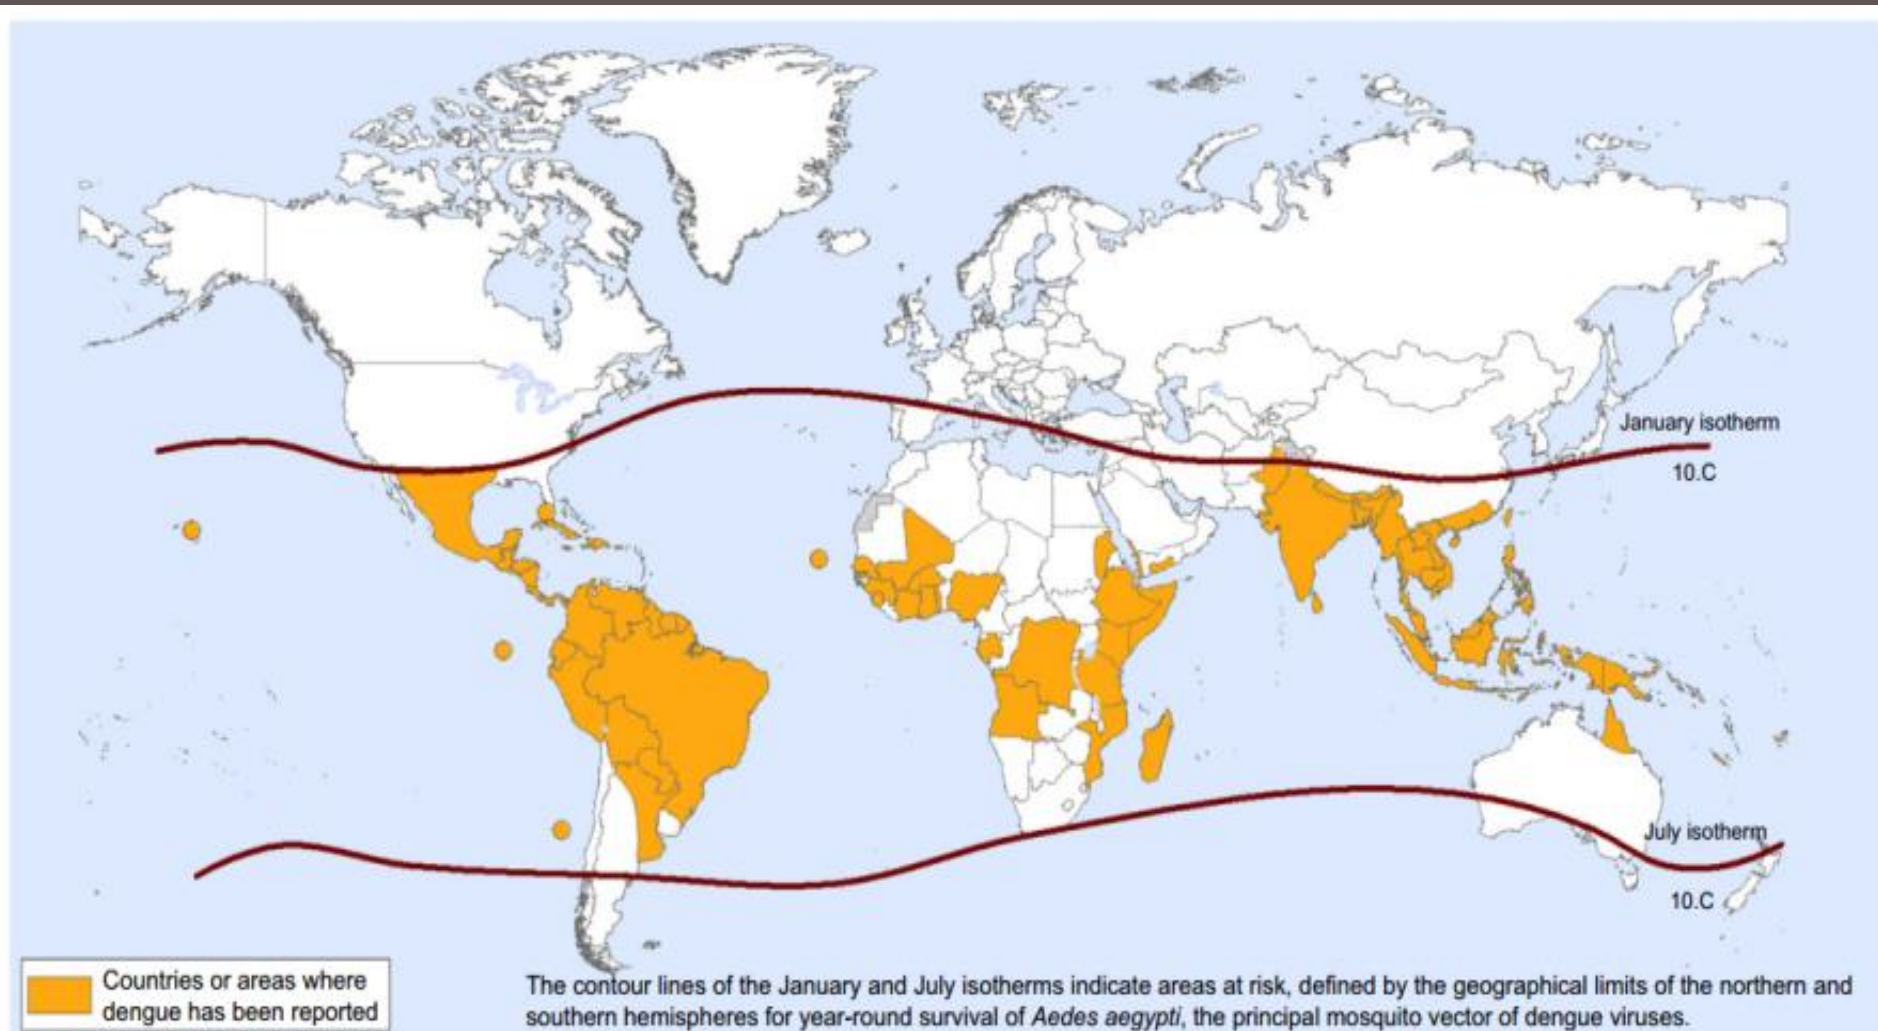 January isotherm
10.C
July isotherm
10.C
Countries or areas where
dengue has been reported
The contour lines of the January and July isotherms indicate areas at risk, defined by the geographical limits of the northern and
southern hemispheres for year-round survival of Aedes aegypti, the principal mosquito vector of dengue viruses.